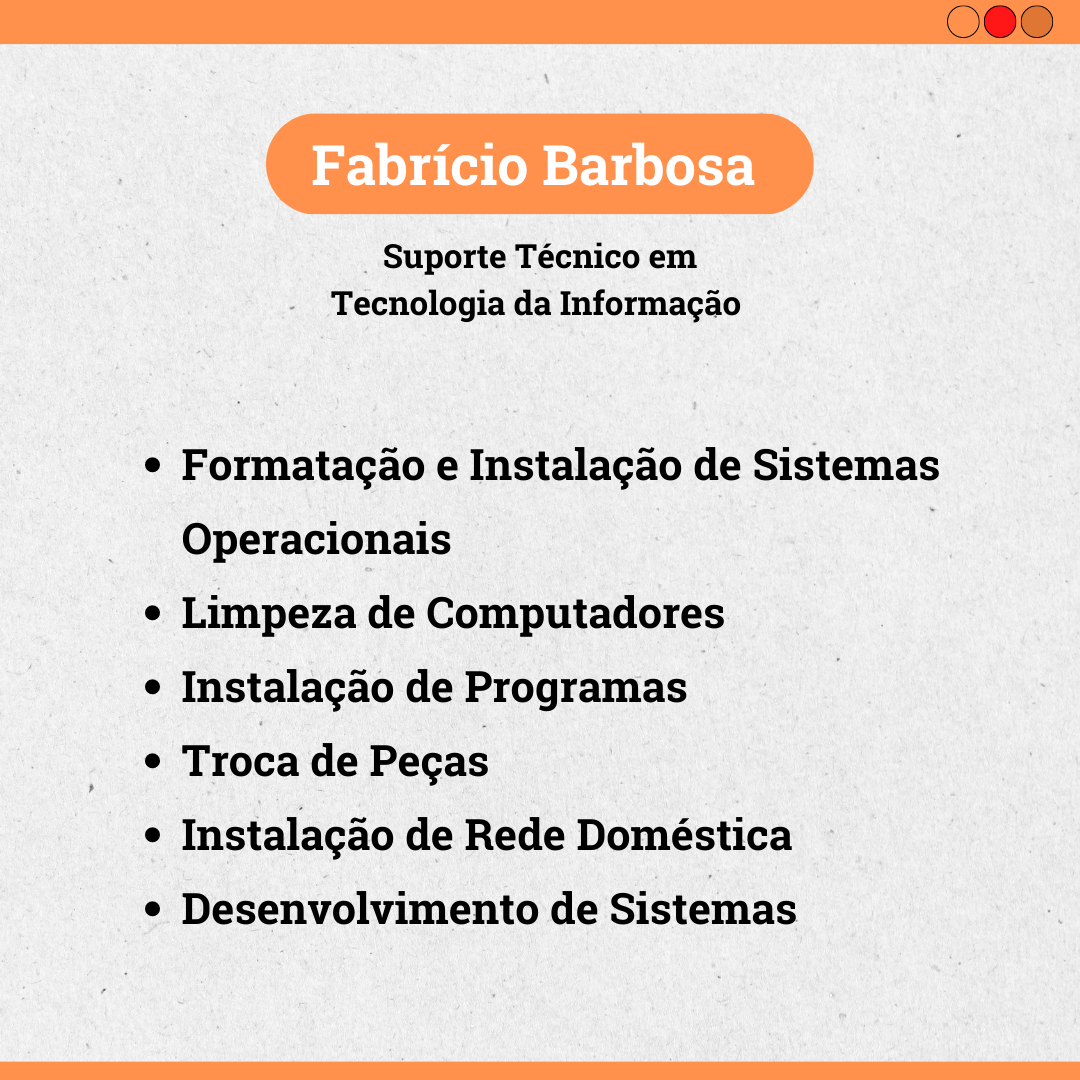 Fabrício Barbosa
Suporte Técnico em
Tecnologia da Informação
• Formatação e Instalação de Sistemas
Operacionais
• Limpeza de Computadores
• Instalação de Programas
• Troca de Peças
• Instalação de Rede Doméstica
• Desenvolvimento de Sistemas